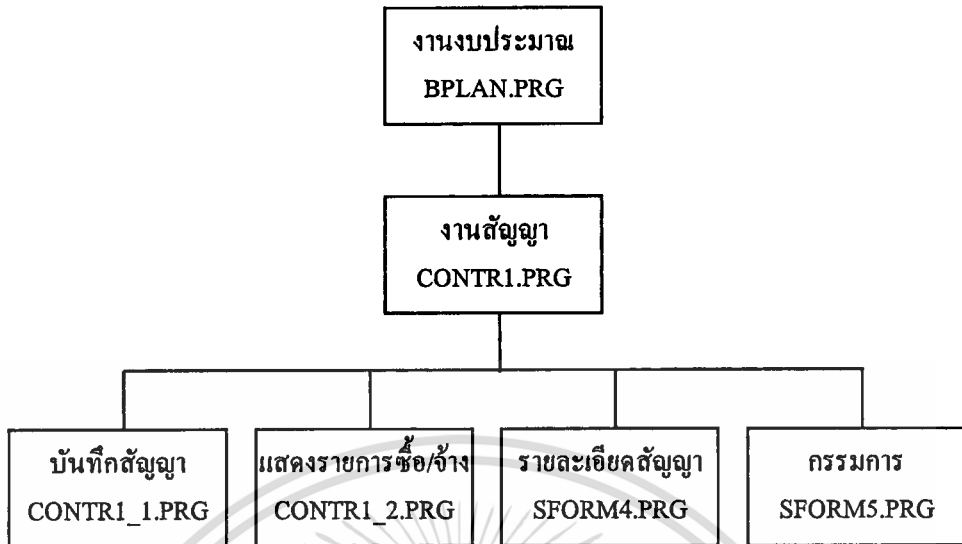 งานงบประมาณ
BPLAN.PRG
งานสัญญา
CONTR1.PRG
บันทึกสัญญา
CONTR1_1.PRG
แสดงรายการซื้อ/จ้าง
CONTR1_2.PRG
รายละเอียดสัญญา
SFORM4.PRG
กรรมการ
SFORM5.PRG